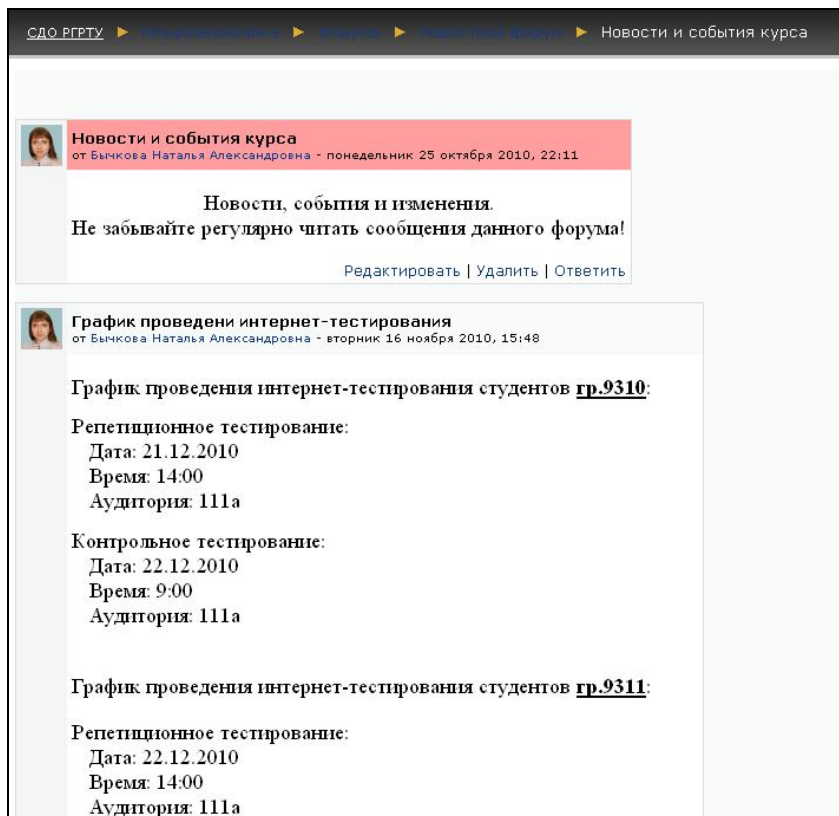 СДО РГРТУ ► Микроэкономика ► Форумы ► Новостной форум ► Новости и события курса
Новости и события курса
от Бычкова Наталья Александровна - понедельник 25 октября 2010, 22:11
Новости, события и изменения.
Не забывайте регулярно читать сообщения данного форума!
Редактировать | Удалить | Ответить
График проведени интернет-тестирования
от Бычкова Наталья Александровна - вторник 16 ноября 2010, 15:48
График проведения интернет-тестирования студентов гр.9310:
Репетиционное тестирование:
Дата: 21.12.2010
Время: 14:00
Аудитория: 111а
Контрольное тестирование:
Дата: 22.12.2010
Время: 9:00
Аудитория: 111а
График проведения интернет-тестирования студентов гр.9311:
Репетиционное тестирование:
Дата: 22.12.2010
Время: 14:00
Аудитория: 111а